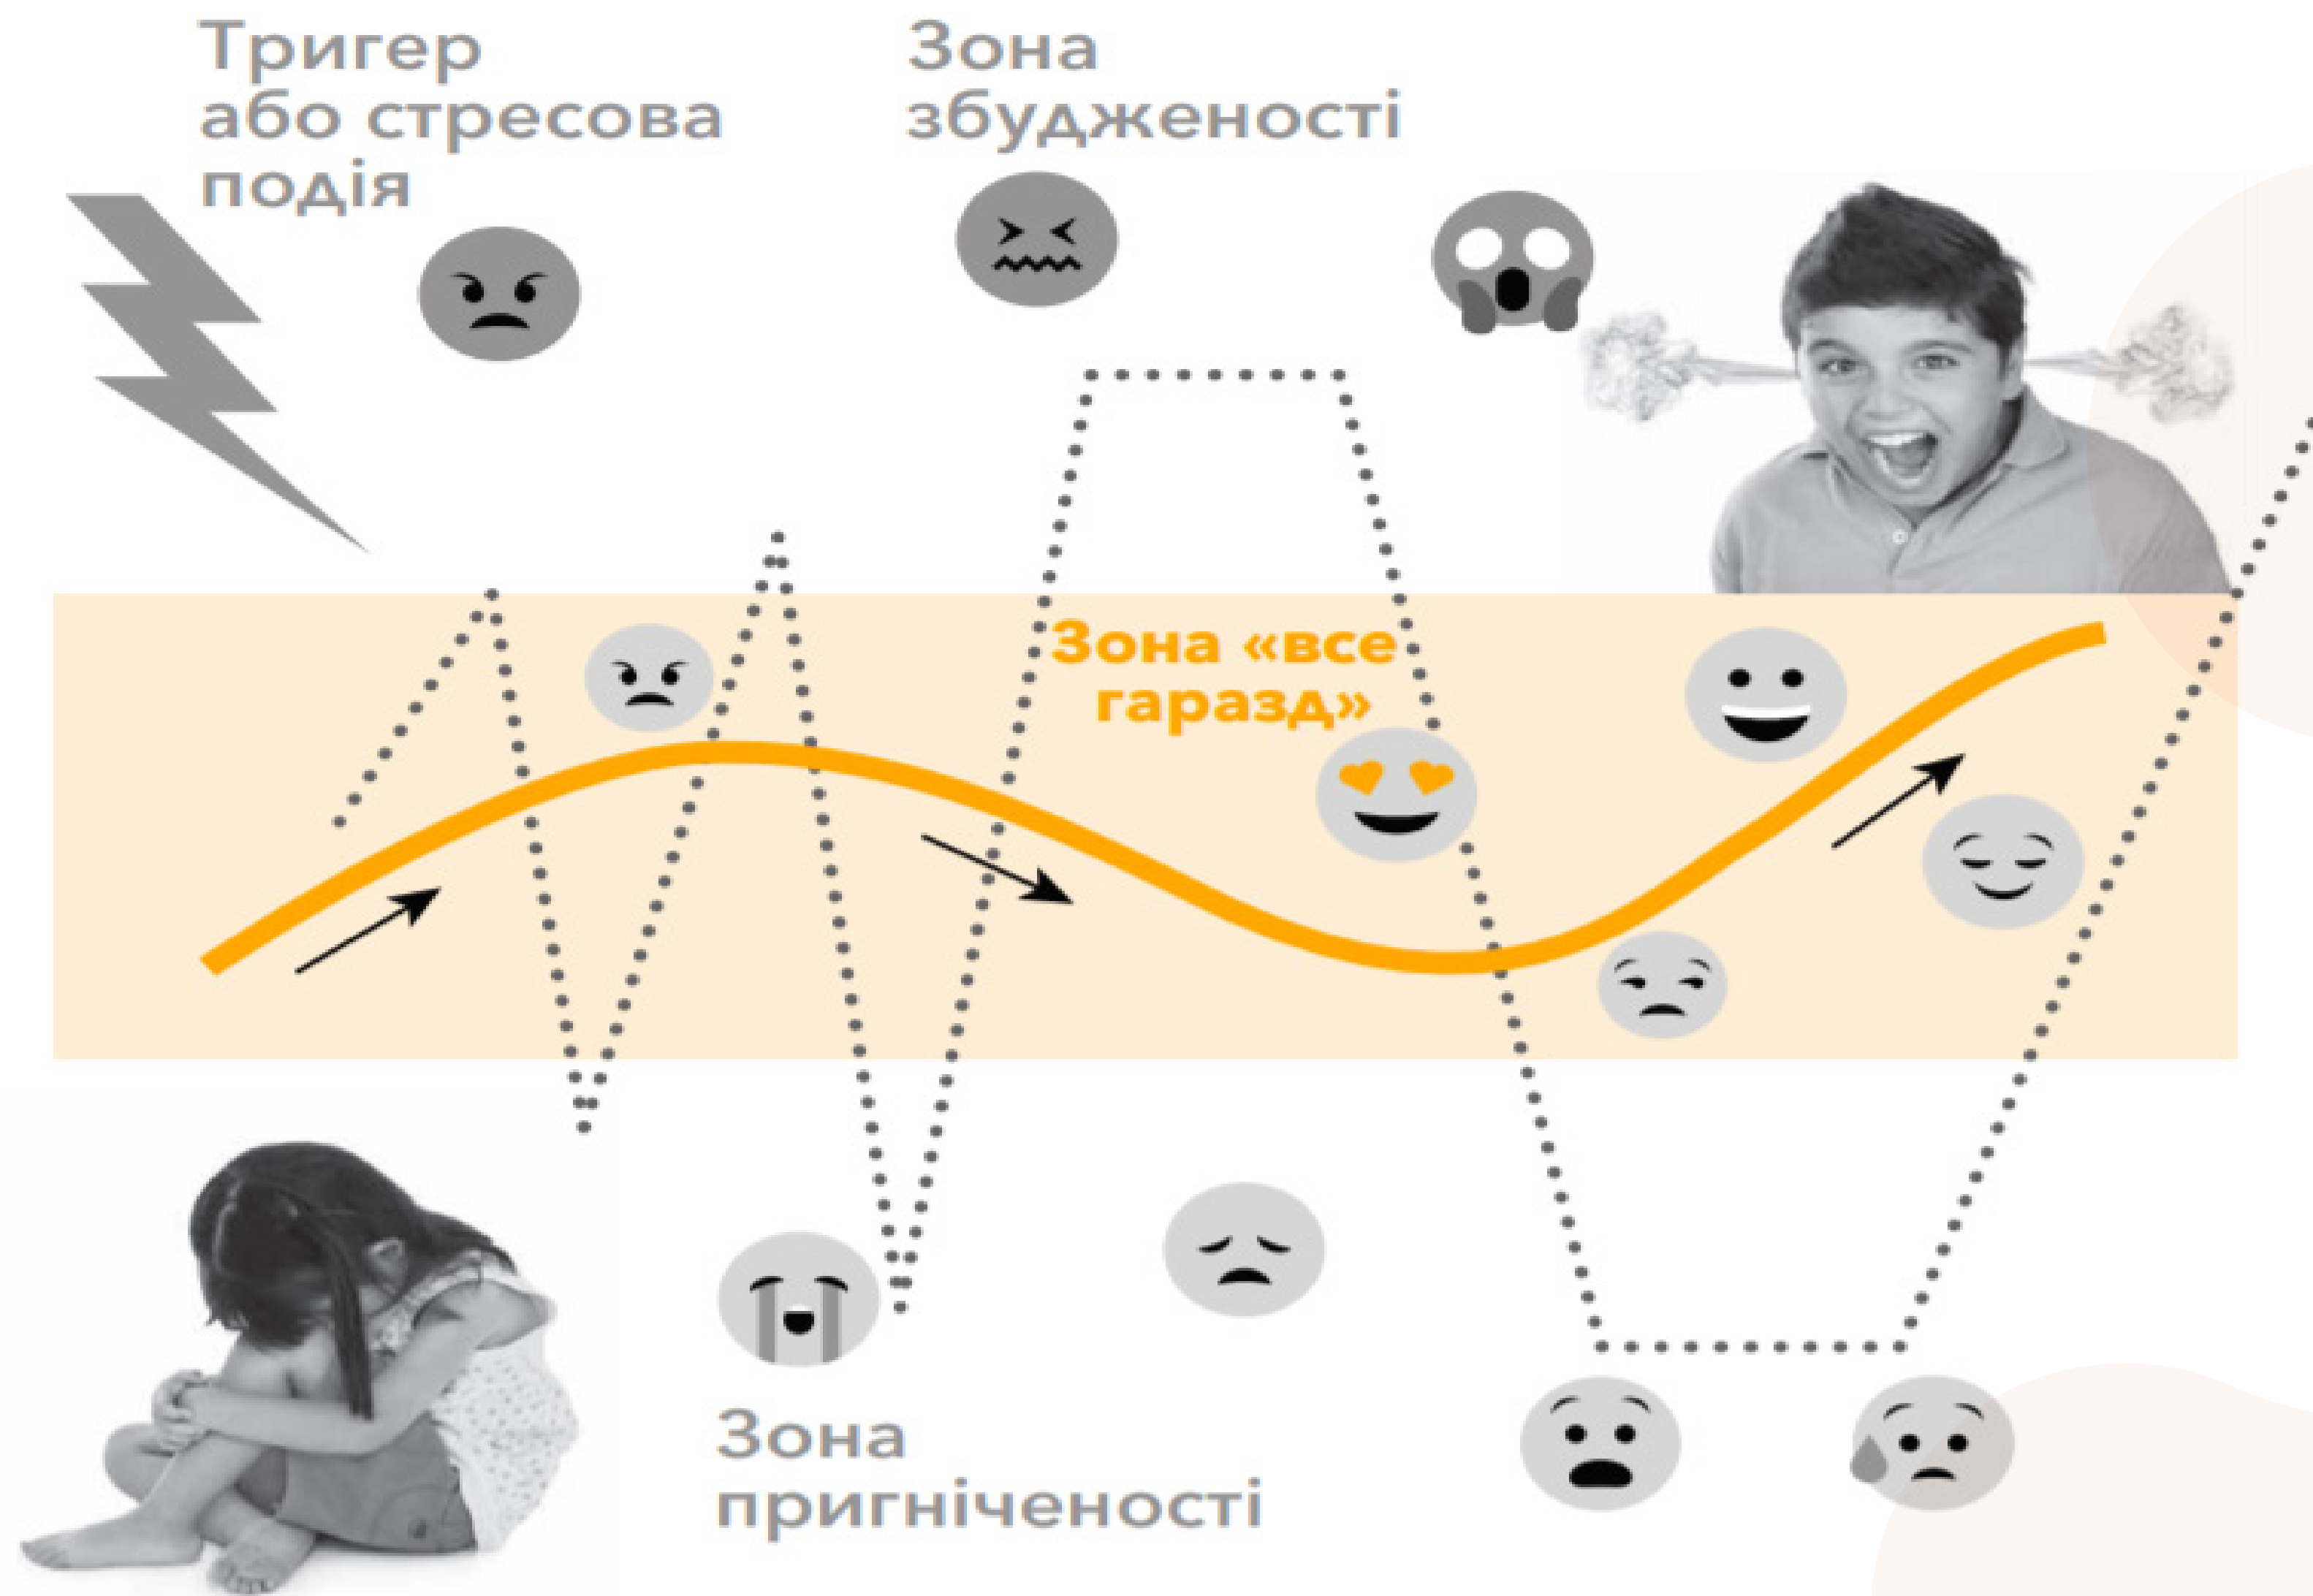 Тригер
або стресова
подія
Зона
збудженості
Зона «все
гаразд»
Зона
пригніченості